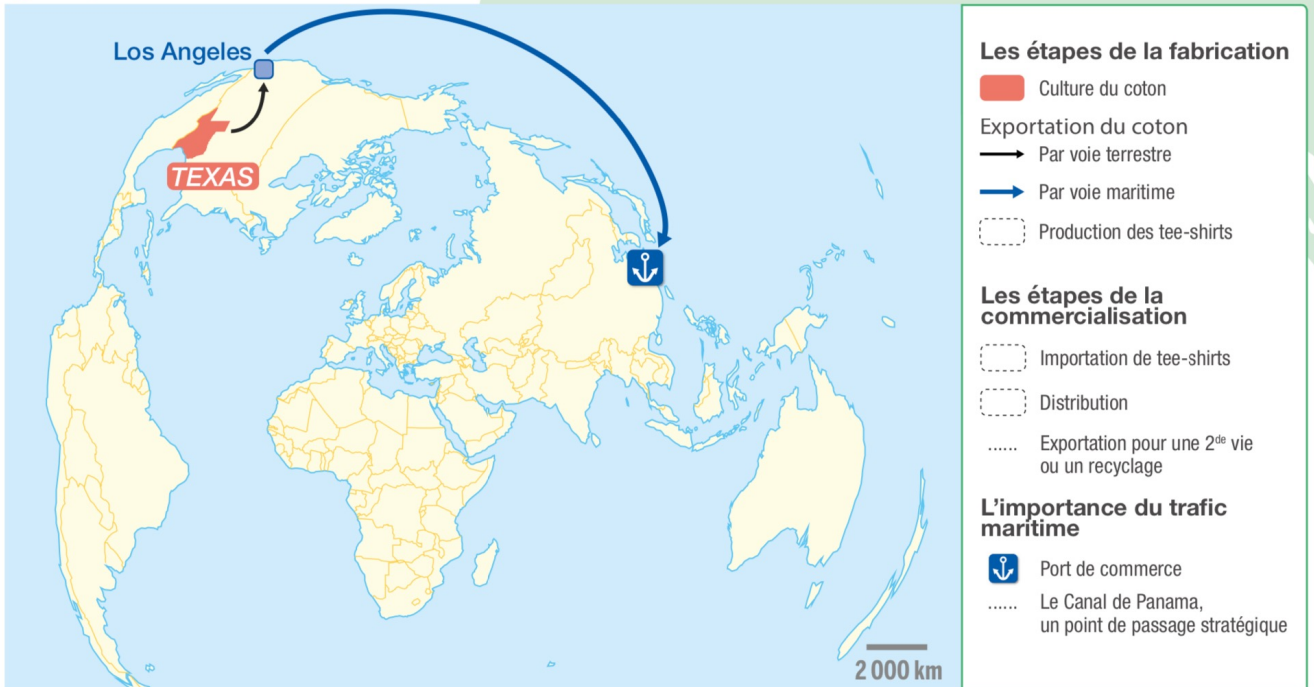 Los Angeles
TEXAS
2 000 km
Les étapes de la fabrication
Culture du coton
Exportation du coton
Par voie terrestre
Par voie maritime
Production des tee-shirts
Les étapes de la
commercialisation
Importation de tee-shirts
Distribution
...... Exportation pour une 2de vie
ou un recyclage
L'importance du trafic
maritime
Port de commerce
...... Le Canal de Panama,
un point de passage stratégique